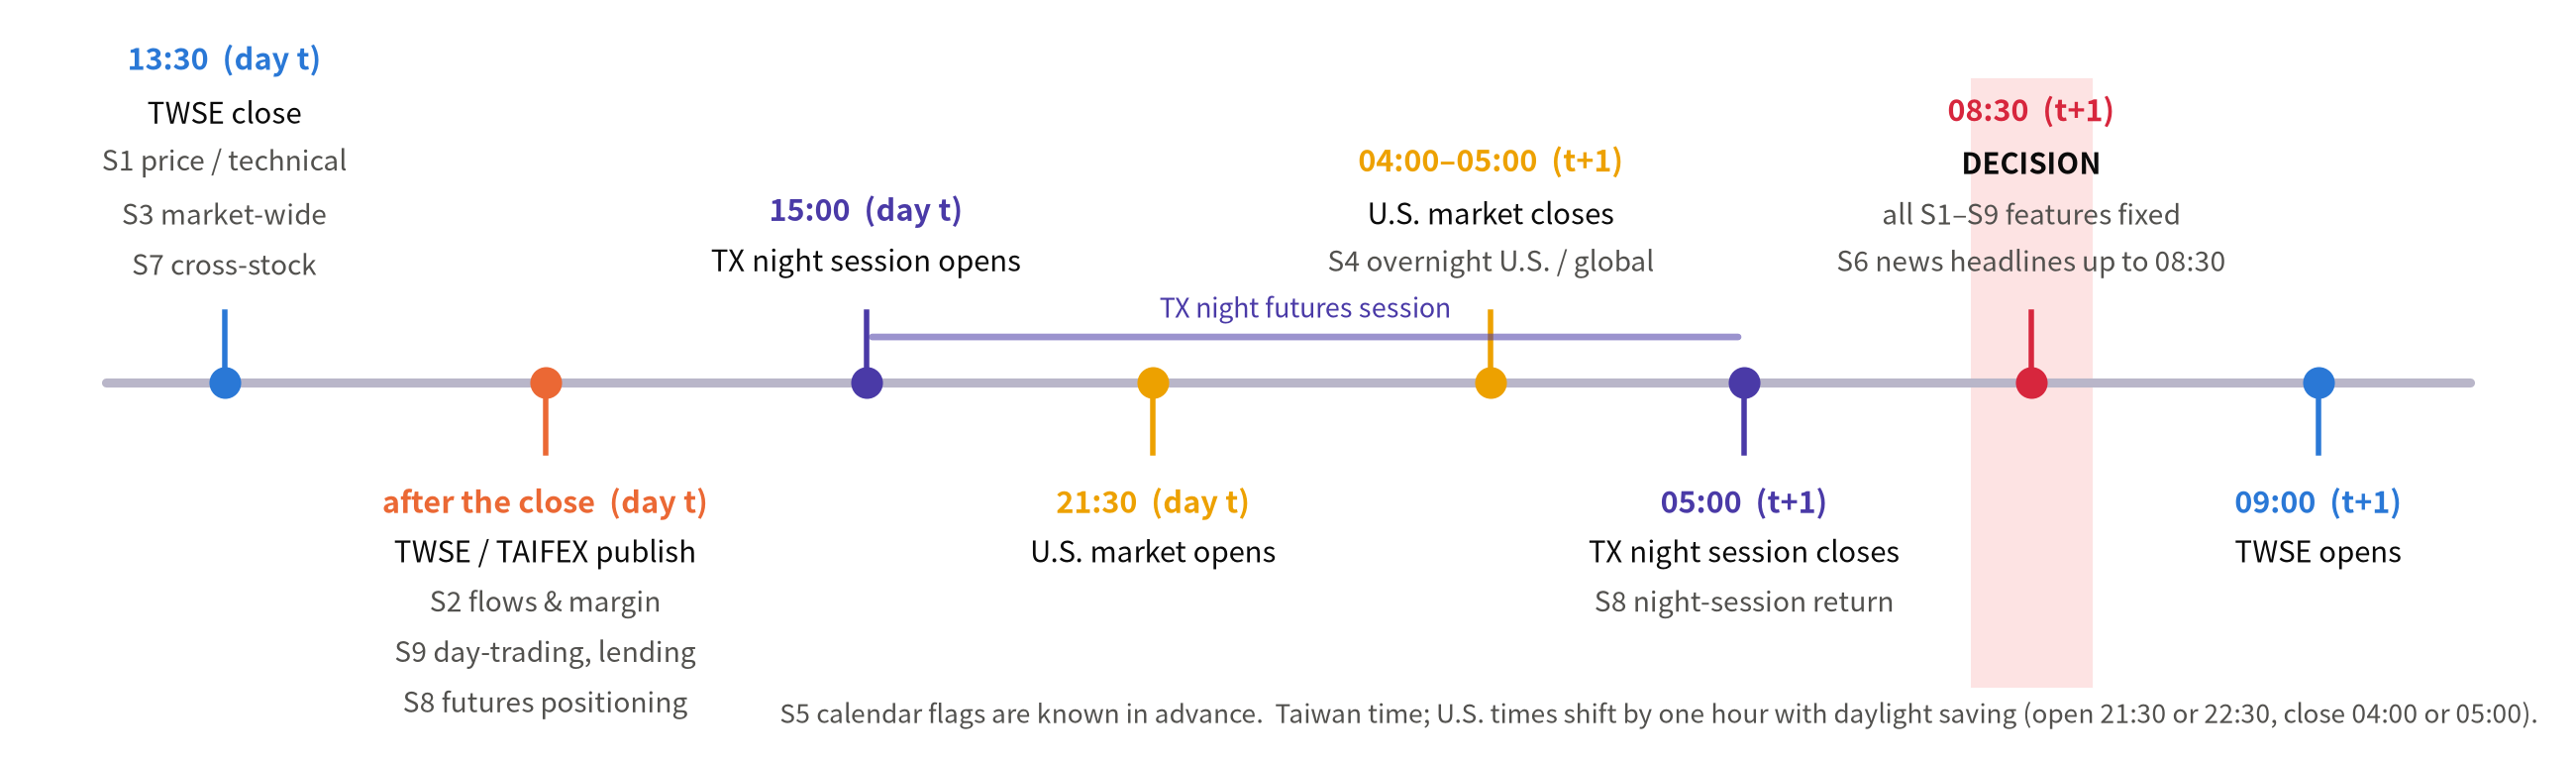 13:30 (day t)
TWSE close
S1 price / technical
S3 market-wide
S7 cross-stock
after the close (day t)
TWSE / TAIFEX publish
S2 flows & margin
S9 day-trading, lending
S8 futures positioning
15:00 (day t)
TX night session opens
TX night futures session
21:30 (day t)
U.S. market opens
04:00–05:00 (t+1)
U.S. market closes
S4 overnight U.S. / global
05:00 (t+1)
TX night session closes
S8 night-session return
08:30 (t+1)
DECISION
all S1–S9 features fixed
S6 news headlines up to 08:30
09:00 (t+1)
TWSE opens
S5 calendar flags are known in advance. Taiwan time; U.S. times shift by one hour with daylight saving (open 21:30 or 22:30, close 04:00 or 05:00).